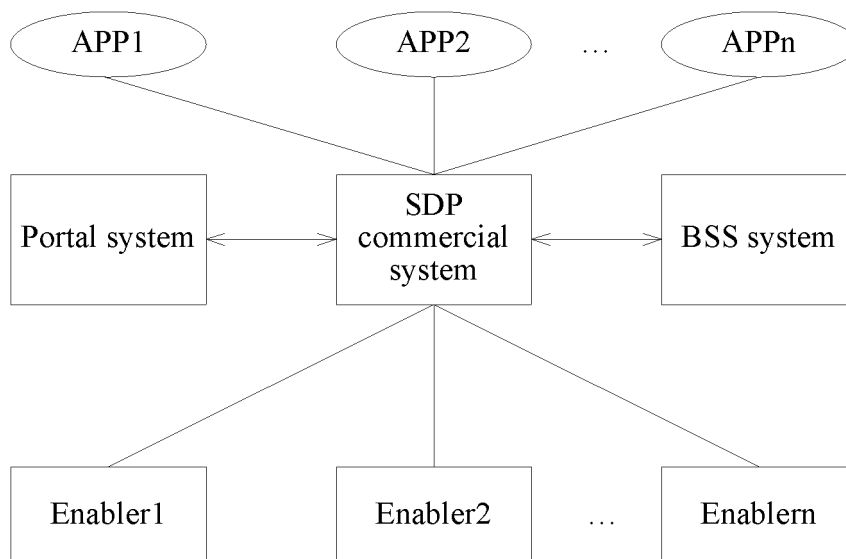 APP1
APP2
...
APPn
Portal system
SDP
commercial
system
BSS system
Enabler1
Enabler2
...
Enablern